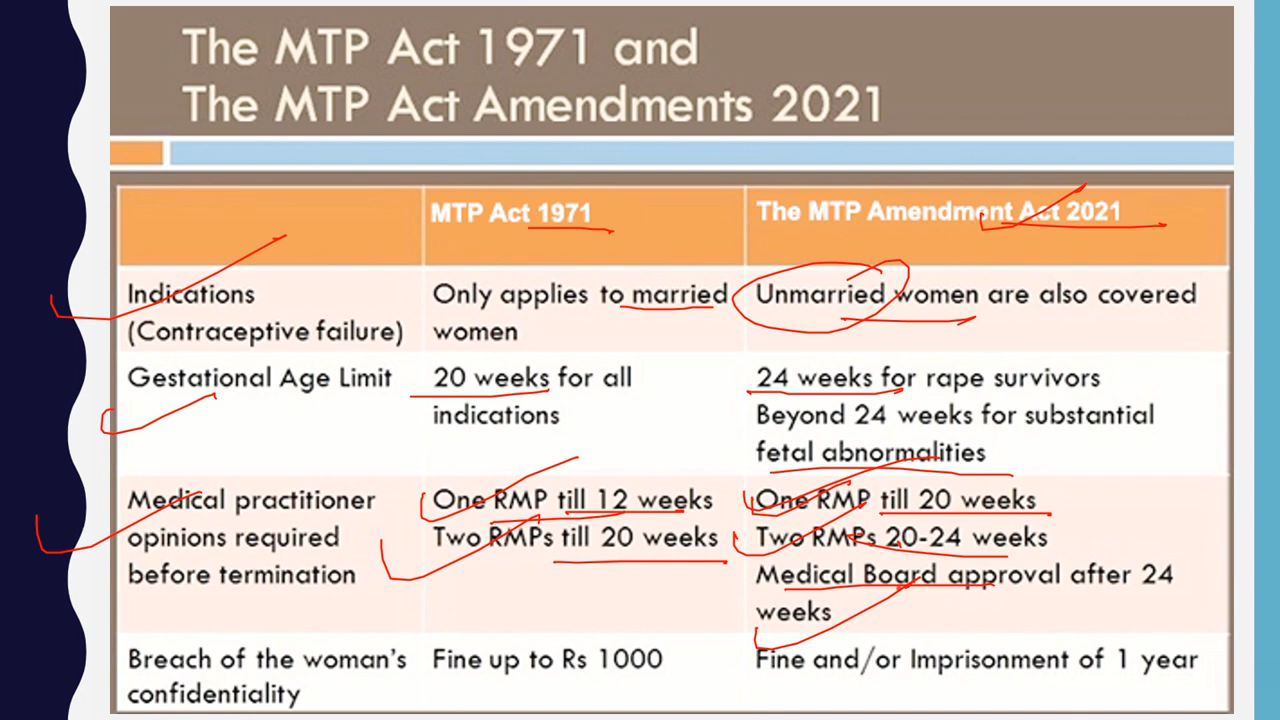 The MTP Act 1971 and
The MTP Act Amendments 2021
MTP Act 1971
The MTP Amendment Act 2021
Indications
(Contraceptive failure)
Only applies to married
women
Unmarried women are also covered
Gestational Age Limit
20 weeks for all
indications
24 weeks for rape survivors
Beyond 24 weeks for substantial
fetal abnormalities
Medical practitioner
opinions required
before termination
One RMP till 12 weeks
Two RMPs till 20 weeks
One RMP till 20 weeks
Two RMPs 20-24 weeks
Medical Board approval after 24
weeks
Breach of the woman's
confidentiality
Fine up to Rs 1000
Fine and/or Imprisonment of 1 year